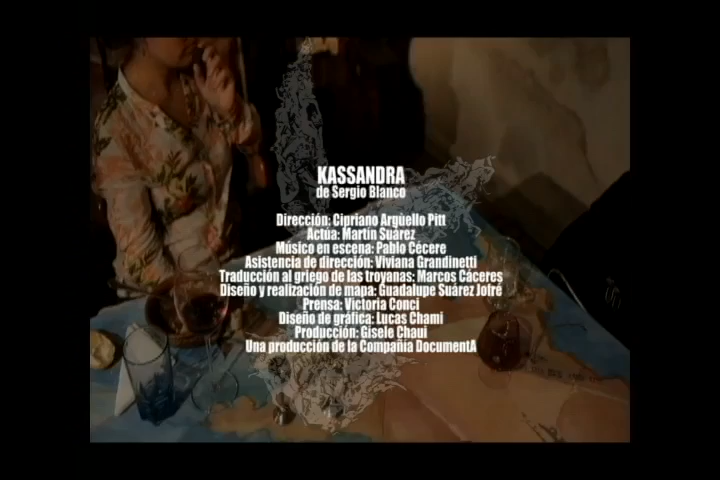 KASSANDRA
de Sergio Blanco
Dirección: Cipriano Argüello Pitt
Actúa: Martín Suárez
Músico en escena: Pablo Cécere
Asistencia de dirección: Viviana Grandinetti
Traducción al griego de las troyanas: Marcos Cáceres
Diseño y realización de mapa: Guadalupe Suárez Jofré
Prensa: Victoria Conci
Diseño de gráfica: Lucas Chami
Producción: Gisele Chaui
Una producción de la Compañia DocumentA